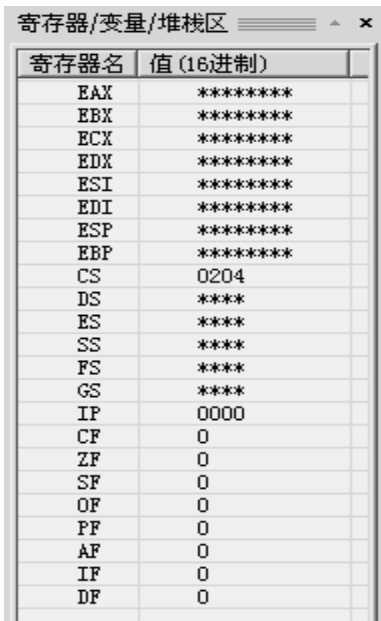 寄存器/变量/堆栈区
寄存器名 值(16进制)
EAX ********
EBX ********
ECX ********
EDX ********
ESI ********
EDI ********
ESP ********
EBP ********
CS 0204
DS ****
ES ****
SS ****
FS ****
GS ****
IP 0000
CF 0
ZF 0
SF 0
OF 0
PF 0
AF 0
IF 0
DF 0